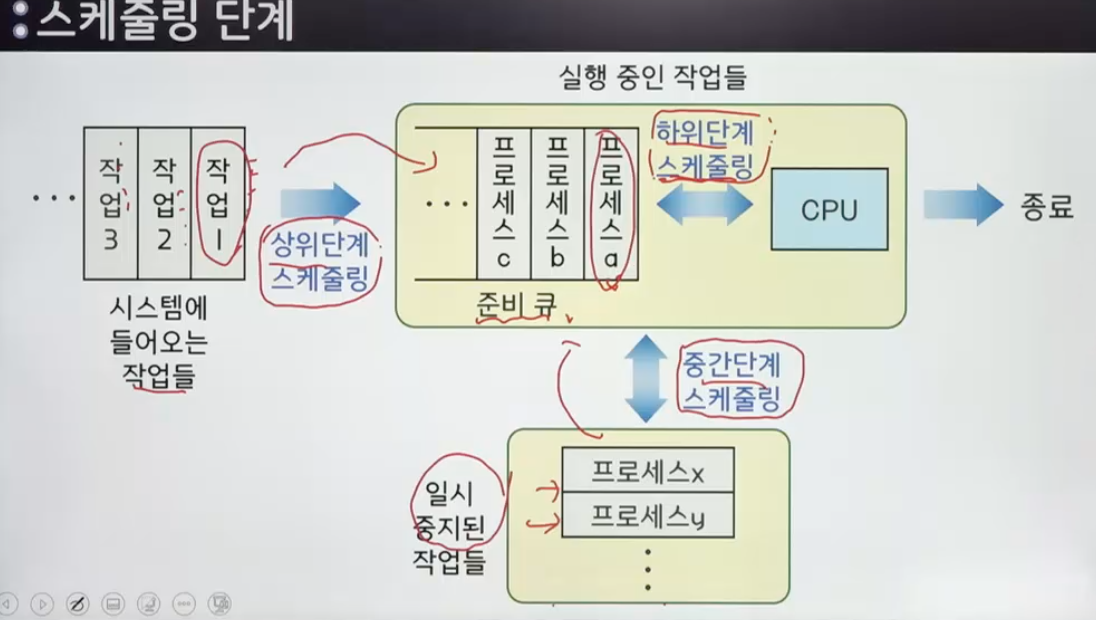 스케줄링 단계
실행 중인 작업들
작업3
작업2
작업1
상위단계
스케줄링
시스템에
들어오는
작업들
프로세스c
프로세스b
프로세스a
준비 큐
하위단계
스케줄링
CPU
종료
중간단계
스케줄링
일시
중지된
작업들
프로세스x
프로세스y